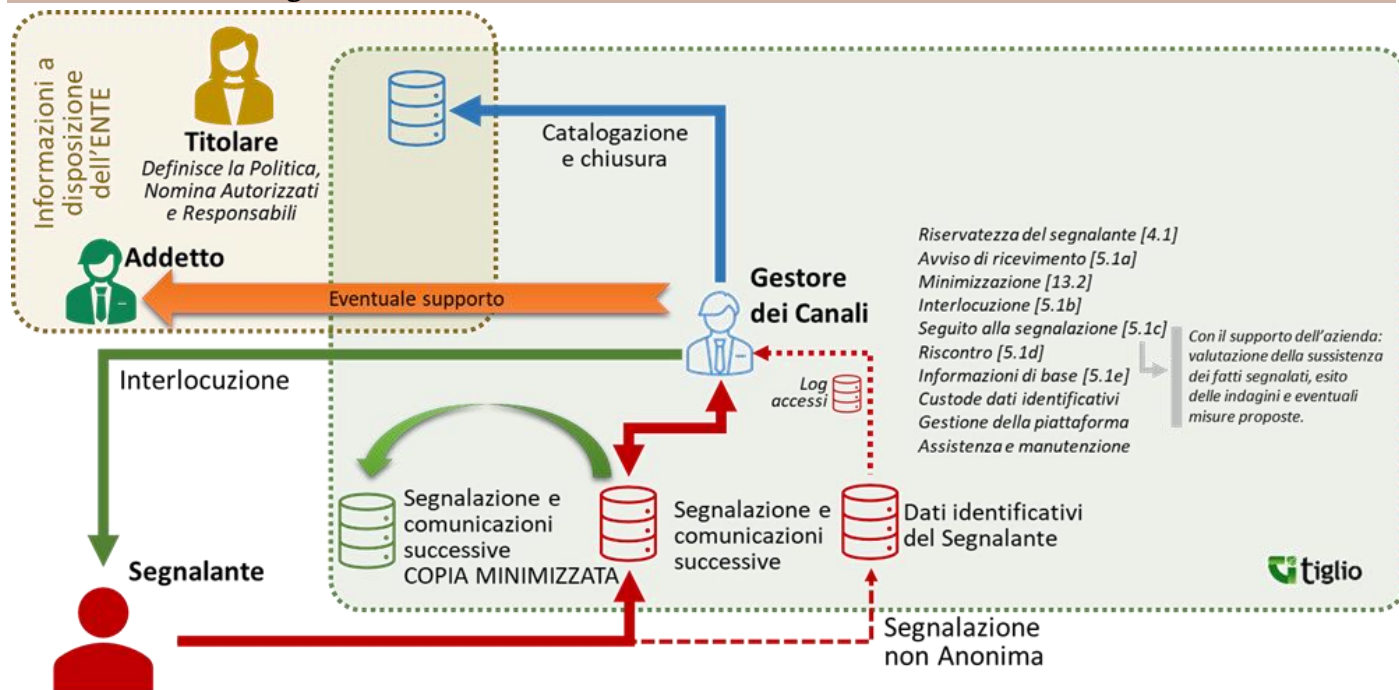 Informazioni a
disposizione
dell'ENTE
Titolare
Definisce la Politica,
Nomina Autorizzati
e Responsabili
Addetto
Catalogazione
e chiusura
Eventuale supporto
Gestore
dei Canali
Riservatezza del segnalante [4.1]
Avviso di ricevimento [5.1a]
Minimizzazione [13.2]
Interlocuzione [5.1b]
Seguito alla segnalazione [5.1c]
Riscontro [5.1d]
Informazioni di base [5.1e]
Custode dati identificativi
Gestione della piattaforma
Assistenza e manutenzione
Con il supporto dell'azienda:
valutazione della sussistenza
dei fatti segnalati, esito
delle indagini e eventuali
misure proposte.
Interlocuzione
Log
accessi
Segnalazione e
comunicazioni
successive
COPIA MINIMIZZATA
Segnalazione e
comunicazioni
successive
Dati identificativi
del Segnalante
Segnalante
tiglio
Segnalazione
non Anonima